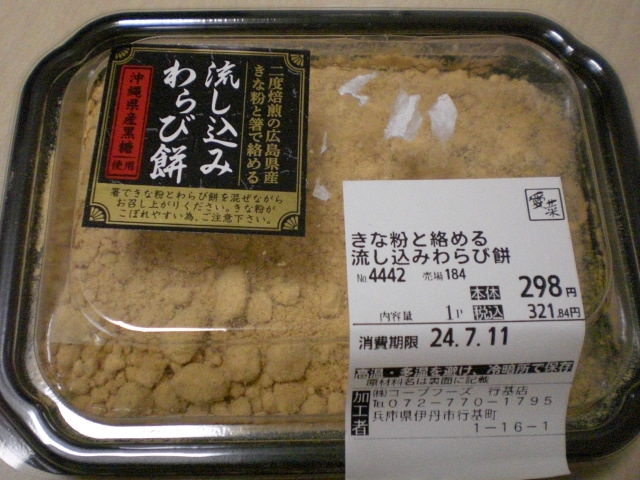 二度焙煎の広島県産
きな粉と箸で絡める
流し込み
わらび餅
沖縄県産黒糖
使用
箸できな粉とわらび餅を混ぜながら
お召し上がりください。きな粉が
こぼれやすい為、ご注意下さい。
愛菜
きな粉と絡める
流し込みわらび餅
No 4442 売場 184
本体 298円
内容量 1P 税込 321.84円
消費期限 24.7.11
高温・多湿を避け、冷暗所で保存
原材料名は裏面に記載
加工者
㈱コープフーズ 行基店
℡072-770-1795
兵庫県伊丹市行基町
1-16-1